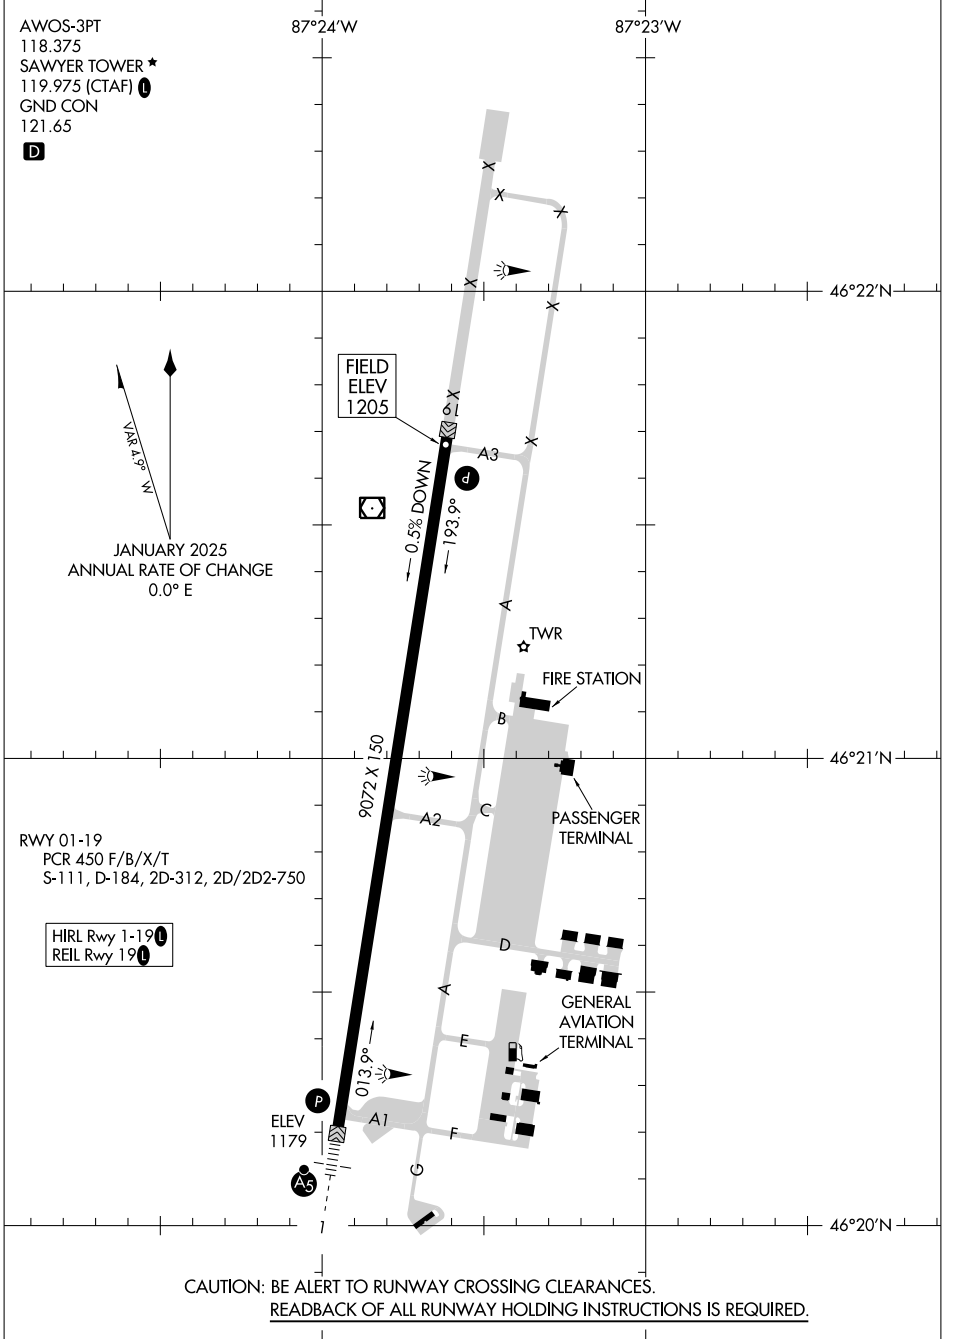 AWOS-3PT
118.375
SAWYER TOWER ★
119.975 (CTAF) L
GND CON
121.65
D
87°24'W
87°23'W
X
X
X
X
46°22'N
X
FIELD
ELEV
1205
X
19
X
A3
P
VAR 4.9° W
0.5% DOWN
193.9°
JANUARY 2025
ANNUAL RATE OF CHANGE
0.0° E
A
TWR
FIRE STATION
B
9072 X 150
46°21'N
C
A2
PASSENGER
TERMINAL
RWY 01-19
PCR 450 F/B/X/T
S-111, D-184, 2D-312, 2D/2D2-750
HIRL Rwy 1-19 L
REIL Rwy 19 L
D
A
GENERAL
AVIATION
TERMINAL
E
013.9°
P
ELEV
1179
A1
F
G
A5
1
46°20'N
CAUTION: BE ALERT TO RUNWAY CROSSING CLEARANCES.
READBACK OF ALL RUNWAY HOLDING INSTRUCTIONS IS REQUIRED.